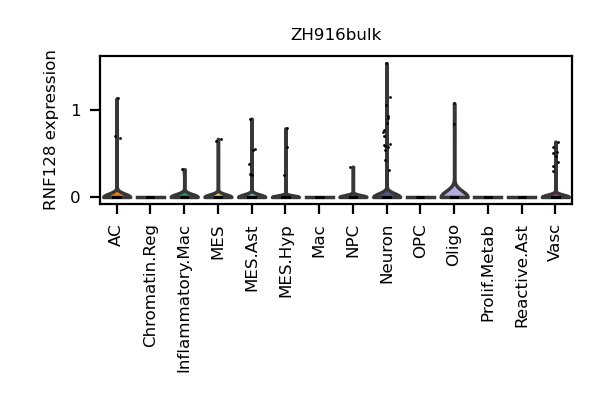 ZH916bulk
RNF128 expression
1
0
AC
Chromatin.Reg
Inflammatory.Mac
MES
MES.Ast
MES.Hyp
Mac
NPC
Neuron
OPC
Oligo
Prolif.Metab
Reactive.Ast
Vasc